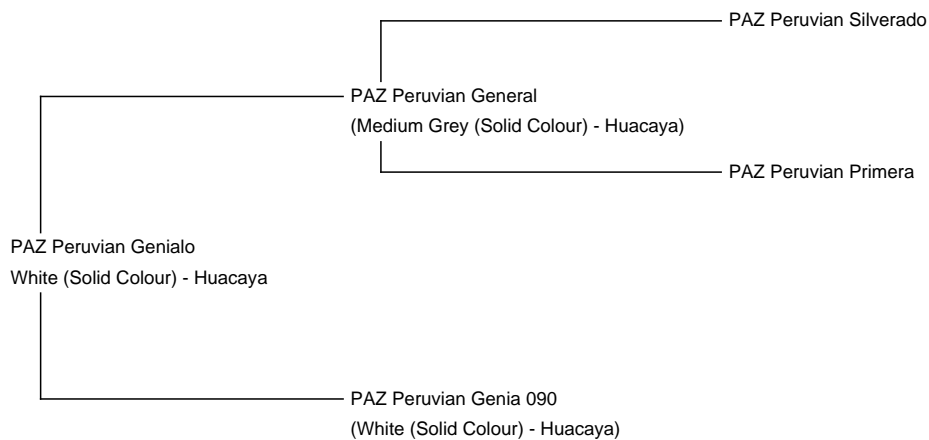 PAZ Peruvian Silverado
PAZ Peruvian General
(Medium Grey (Solid Colour) - Huacaya)
PAZ Peruvian Primera
PAZ Peruvian Genialo
White (Solid Colour) - Huacaya
PAZ Peruvian Genia 090
(White (Solid Colour) - Huacaya)